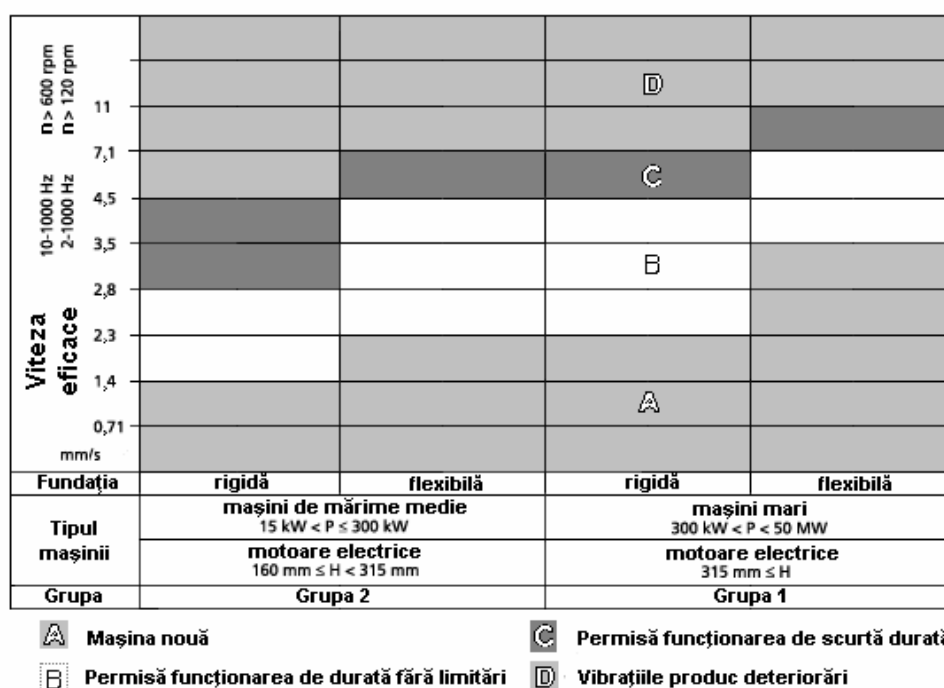 n> 600 rpm
n> 120 rpm
10-1000 Hz
2-1000 Hz
Viteza
eficace
11
7,1
4,5
3,5
2,8
2,3
1,4
0,71
mm/s
D
C
B
A
Fundația rigidă flexibilă rigidă flexibilă
Tipul
mașinii
mașini de mărime medie
15 kW < P ≤ 300 kW
mașini mari
300 kW < P < 50 MW
motoare electrice
160 mm ≤ H < 315 mm
motoare electrice
315 mm ≤ H
Grupa Grupa 2 Grupa 1
A Mașina nouă
C Permisă funcționarea de scurtă durată
B Permisă funcționarea de durată fără limitări
D Vibrațiile produc deteriorări